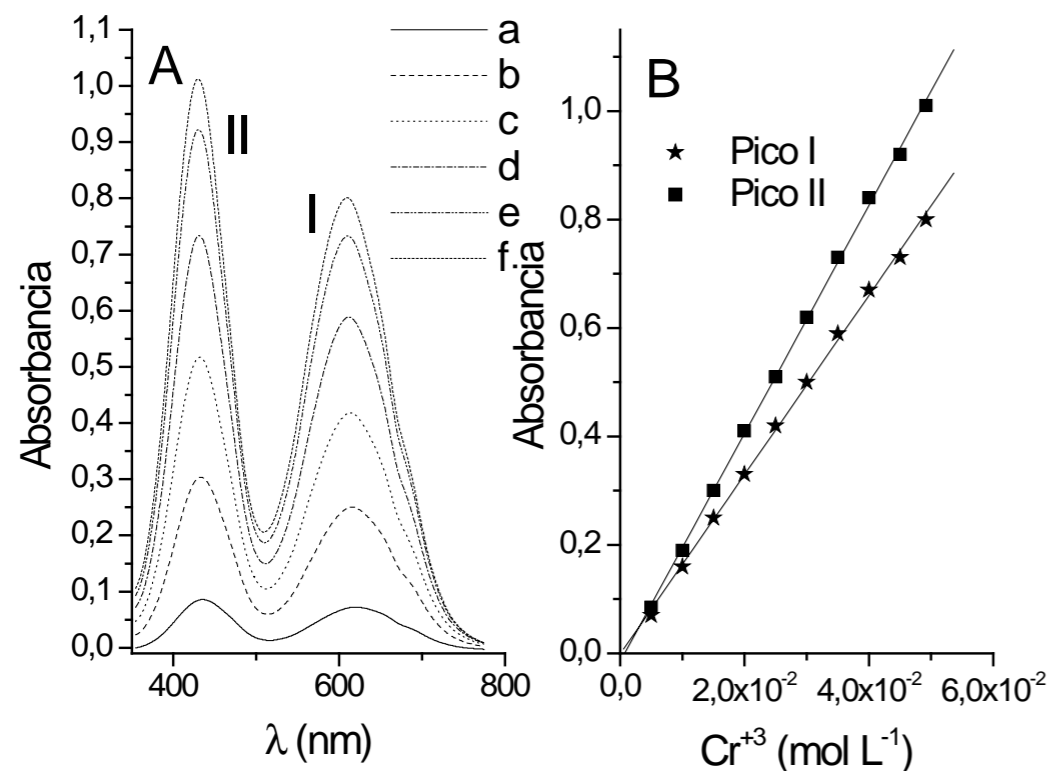 A
II
I
a
b
c
d
e
f.
1,1
1,0
0,9
0,8
0,7
0,6
0,5
0,4
0,3
0,2
0,1
0,0
Absorbancia
400
600
800
λ (nm)
B
Pico I
Pico II
1,0
0,8
0,6
0,4
0,2
0,0
Absorbancia
0,0
2,0x10⁻²
4,0x10⁻²
6,0x10⁻²
Cr⁺³ (mol L⁻¹)